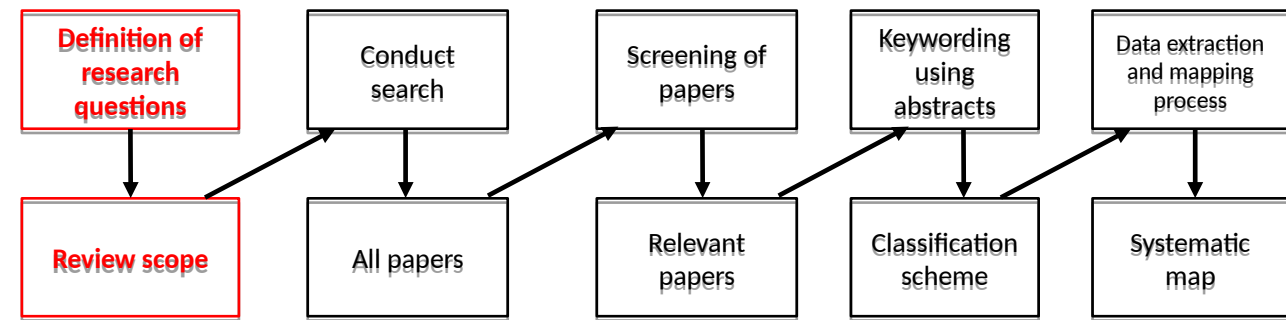 Definition of
research
questions
Conduct
search
Screening of
papers
Keywording
using
abstracts
Data extraction
and mapping
process
Review scope
All papers
Relevant
papers
Classification
scheme
Systematic
map